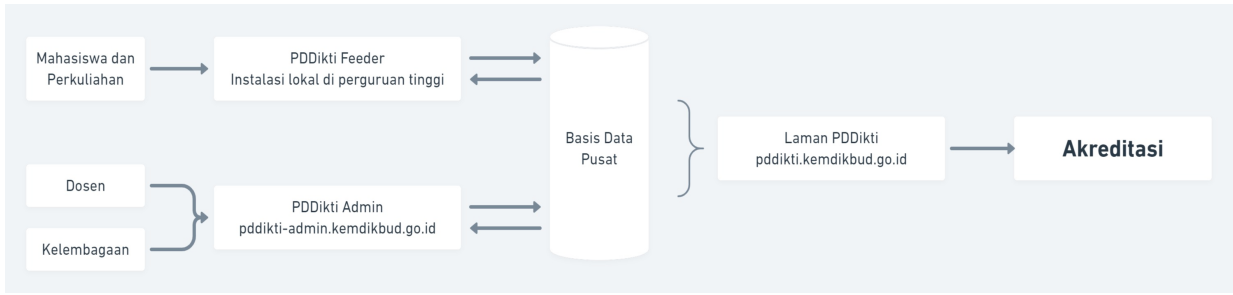 Mahasiswa dan
Perkuliahan
PDDikti Feeder
Instalasi lokal di perguruan tinggi
Dosen
Kelembagaan
PDDikti Admin
pddikti-admin.kemdikbud.go.id
Basis Data
Pusat
Laman PDDikti
pddikti.kemdikbud.go.id
Akreditasi